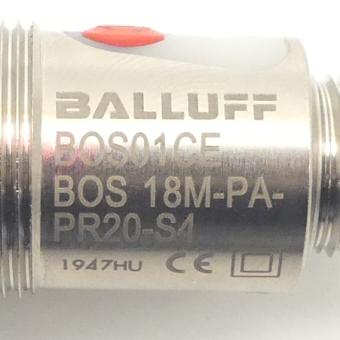 BALLUFF
BOS01CE
BOS 18M-PA-
PR20-S4
1947HU CE